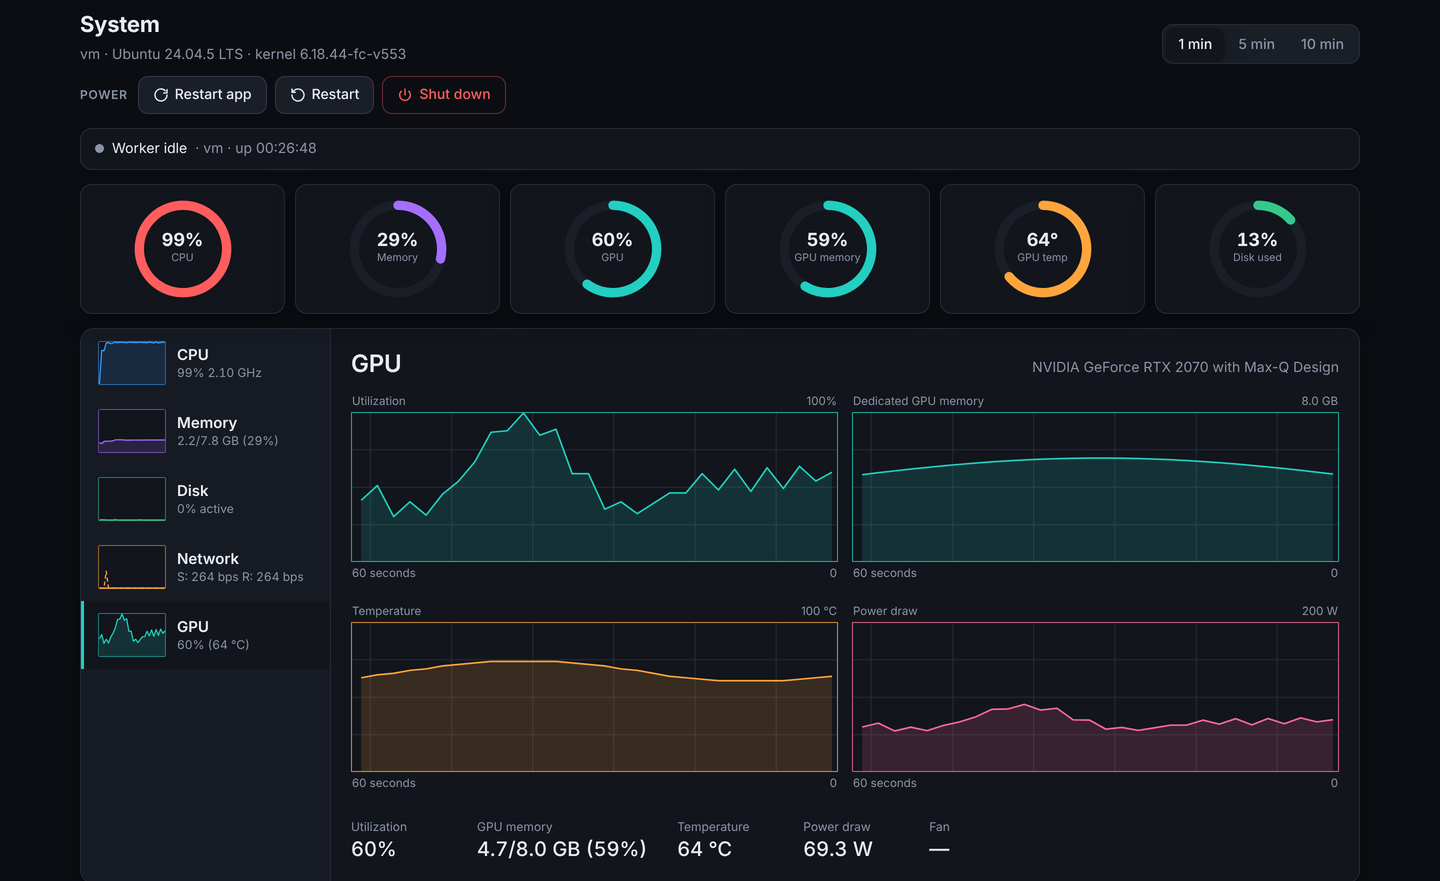 System
vm · Ubuntu 24.04.5 LTS · kernel 6.18.44-fc-v553
1 min 5 min 10 min
POWER Restart app Restart Shut down
Worker idle · vm · up 00:26:48
99%
CPU
29%
Memory
60%
GPU
59%
GPU memory
64°
GPU temp
13%
Disk used
CPU
99% 2.10 GHz
Memory
2.2/7.8 GB (29%)
Disk
0% active
Network
S: 264 bps R: 264 bps
GPU
60% (64 °C)
GPU
NVIDIA GeForce RTX 2070 with Max-Q Design
Utilization 100%
60 seconds 0
Dedicated GPU memory 8.0 GB
60 seconds 0
Temperature 100 °C
60 seconds 0
Power draw 200 W
60 seconds 0
Utilization
60%
GPU memory
4.7/8.0 GB (59%)
Temperature
64 °C
Power draw
69.3 W
Fan
—